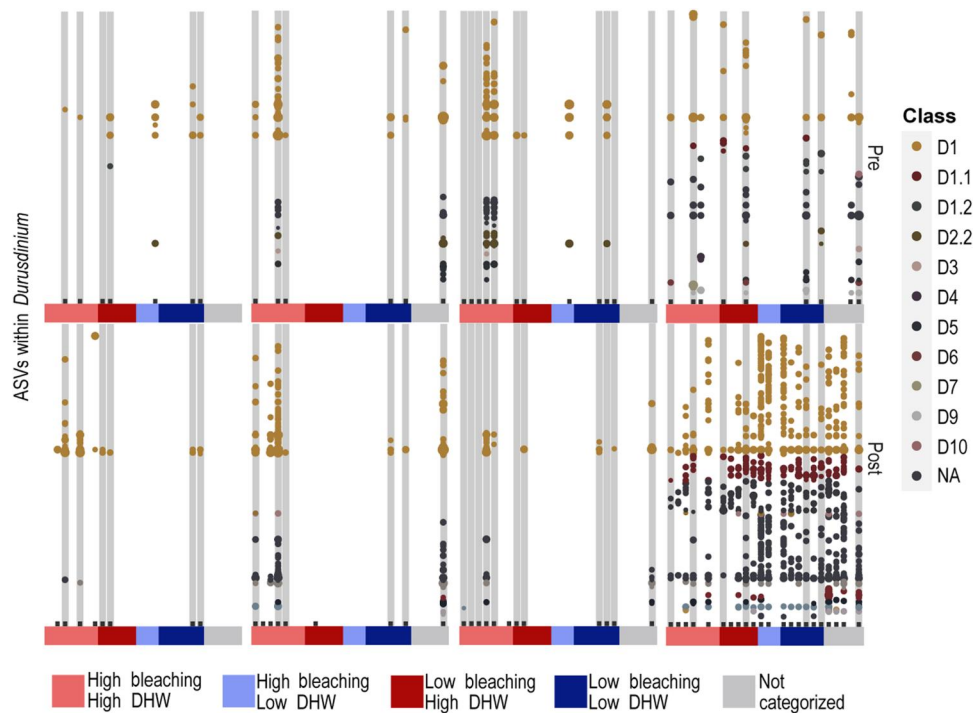 Pre
Post
ASVs within Durusdinium
Class
D1
D1.1
D1.2
D2.2
D3
D4
D5
D6
D7
D9
D10
NA
High bleaching
High DHW
High bleaching
Low DHW
Low bleaching
High DHW
Low bleaching
Low DHW
Not
categorized